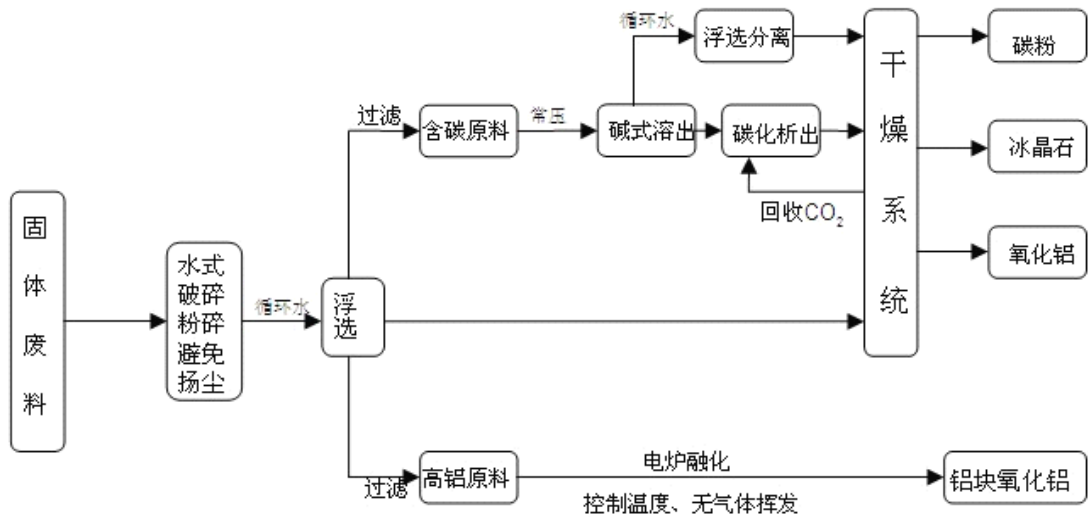 固体废料
水式
破碎
粉碎
避免
扬尘
循环水
浮选
过滤
含碳原料
常压
碱式溶出
循环水
浮选分离
碳化析出
回收CO₂
干燥系统
碳粉
冰晶石
氧化铝
过滤
高铝原料
电炉融化
控制温度、无气体挥发
铝块氧化铝